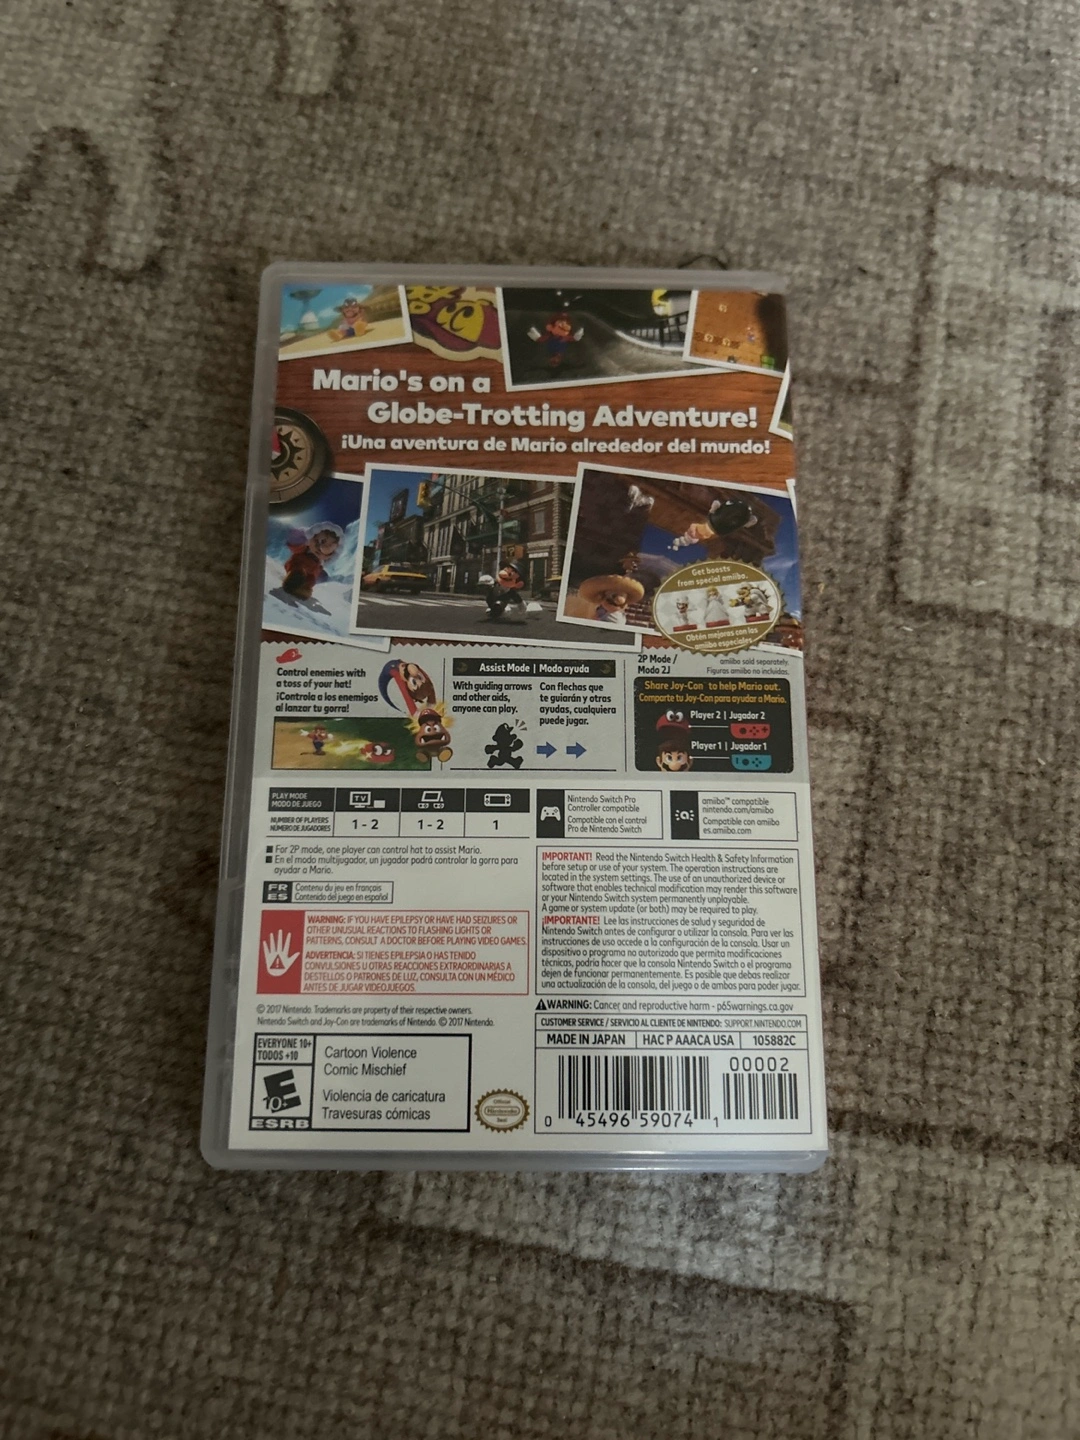 Mario's on a
Globe-Trotting Adventure!
¡Una aventura de Mario alrededor del mundo!
Get boosts
from special amiibo.
Obtén mejoras con los
amiibo especiales.
amiibo sold separately.
Figuras amiibo no incluidas.
Control enemies with
a toss of your hat!
¡Controla a los enemigos
al lanzar tu gorra!
Assist Mode | Modo ayuda
With guiding arrows
and other aids,
anyone can play.
Con flechas que
te guiarán y otras
ayudas, cualquiera
puede jugar.
2P Mode /
Modo 2J
Share Joy-Con to help Mario out.
Comparte tu Joy-Con para ayudar a Mario.
Player 2 | Jugador 2
Player 1 | Jugador 1
PLAY MODE
MODO DE JUEGO
TV
NUMBER OF PLAYERS
NÚMERO DE JUGADORES
1 - 2
1 - 2
1
Nintendo Switch Pro
Controller compatible
Compatible con el control
Pro de Nintendo Switch
amiibo™ compatible
nintendo.com/amiibo
Compatible con amiibo
es.amiibo.com
For 2P mode, one player can control hat to assist Mario.
En el modo multijugador, un jugador podrá controlar la gorra para
ayudar a Mario.
FR Contenu du jeu en français
ES Contenido del juego en español
WARNING: IF YOU HAVE EPILEPSY OR HAVE HAD SEIZURES OR
OTHER UNUSUAL REACTIONS TO FLASHING LIGHTS OR
PATTERNS, CONSULT A DOCTOR BEFORE PLAYING VIDEO GAMES.
ADVERTENCIA: SI TIENES EPILEPSIA O HAS TENIDO
CONVULSIONES U OTRAS REACCIONES EXTRAORDINARIAS A
DESTELLOS O PATRONES DE LUZ, CONSULTA CON UN MÉDICO
ANTES DE JUGAR VIDEOJUEGOS.
IMPORTANT! Read the Nintendo Switch Health & Safety Information
before setup or use of your system. The operation instructions are
located in the system settings. The use of an unauthorized device or
software that enables technical modification may render this software
or your Nintendo Switch system permanently unplayable.
A game or system update (or both) may be required to play.
¡IMPORTANTE! Lee las instrucciones de salud y seguridad de
Nintendo Switch antes de configurar o utilizar la consola. Para ver las
instrucciones de uso accede a la configuración de la consola. Usar un
dispositivo o programa no autorizado que permita modificaciones
técnicas, podría hacer que la consola Nintendo Switch o el programa
dejen de funcionar permanentemente. Es posible que debas realizar
una actualización de la consola, del juego o de ambos para poder jugar.
© 2017 Nintendo. Trademarks are property of their respective owners.
Nintendo Switch and Joy-Con are trademarks of Nintendo. © 2017 Nintendo.
WARNING: Cancer and reproductive harm - p65warnings.ca.gov
CUSTOMER SERVICE / SERVICIO AL CLIENTE DE NINTENDO: SUPPORT.NINTENDO.COM
MADE IN JAPAN
HAC P AAACA USA
105882C
EVERYONE 10+
TODOS +10
E
10+
ESRB
Cartoon Violence
Comic Mischief
Violencia de caricatura
Travesuras cómicas
Official
Nintendo
Seal
00002
0 45496 59074 1